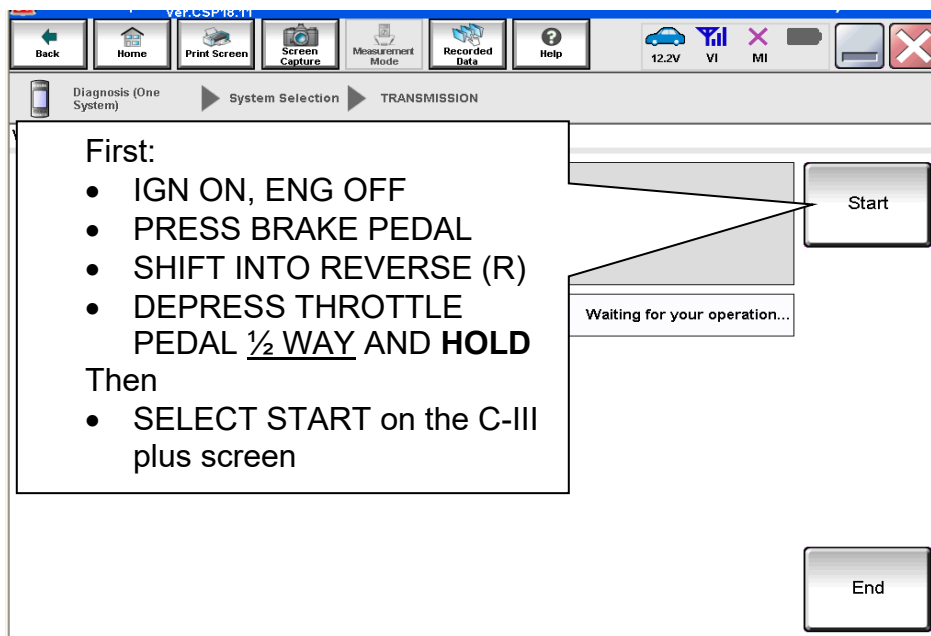 Ver.CSP18.11
Back
Home
Print Screen
Screen
Capture
Measurement
Mode
Recorded
Data
Help
12.2V
VI
MI
Diagnosis (One
System)
System Selection
TRANSMISSION
First:
• IGN ON, ENG OFF
• PRESS BRAKE PEDAL
• SHIFT INTO REVERSE (R)
• DEPRESS THROTTLE
PEDAL ½ WAY AND HOLD
Then
• SELECT START on the C-III
plus screen
Start
Waiting for your operation...
End